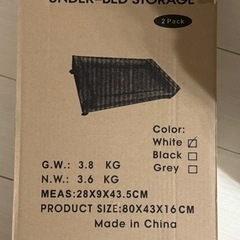 UNDER-BED STORAGE
2 Pack
Color:
White
Black
Grey
G.W.: 3.8 KG
N.W.: 3.6 KG
MEAS: 28X9X43.5CM
PRODUCT SIZE: 80X43X16CM
Made in China